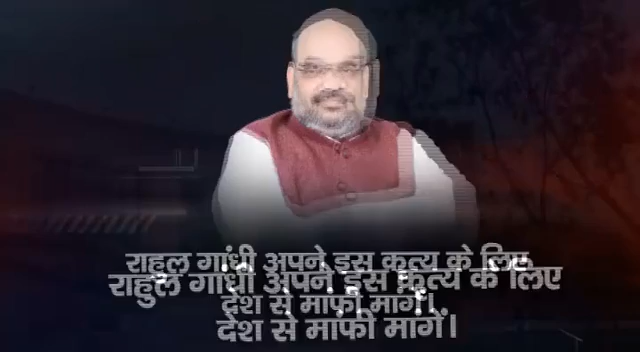 राहुल गांधी अपने इस कृत्य के लिए
राहुल गांधी अपने इस कृत्य के लिए
देश से माफी मागें।
देश से माफी मागें।